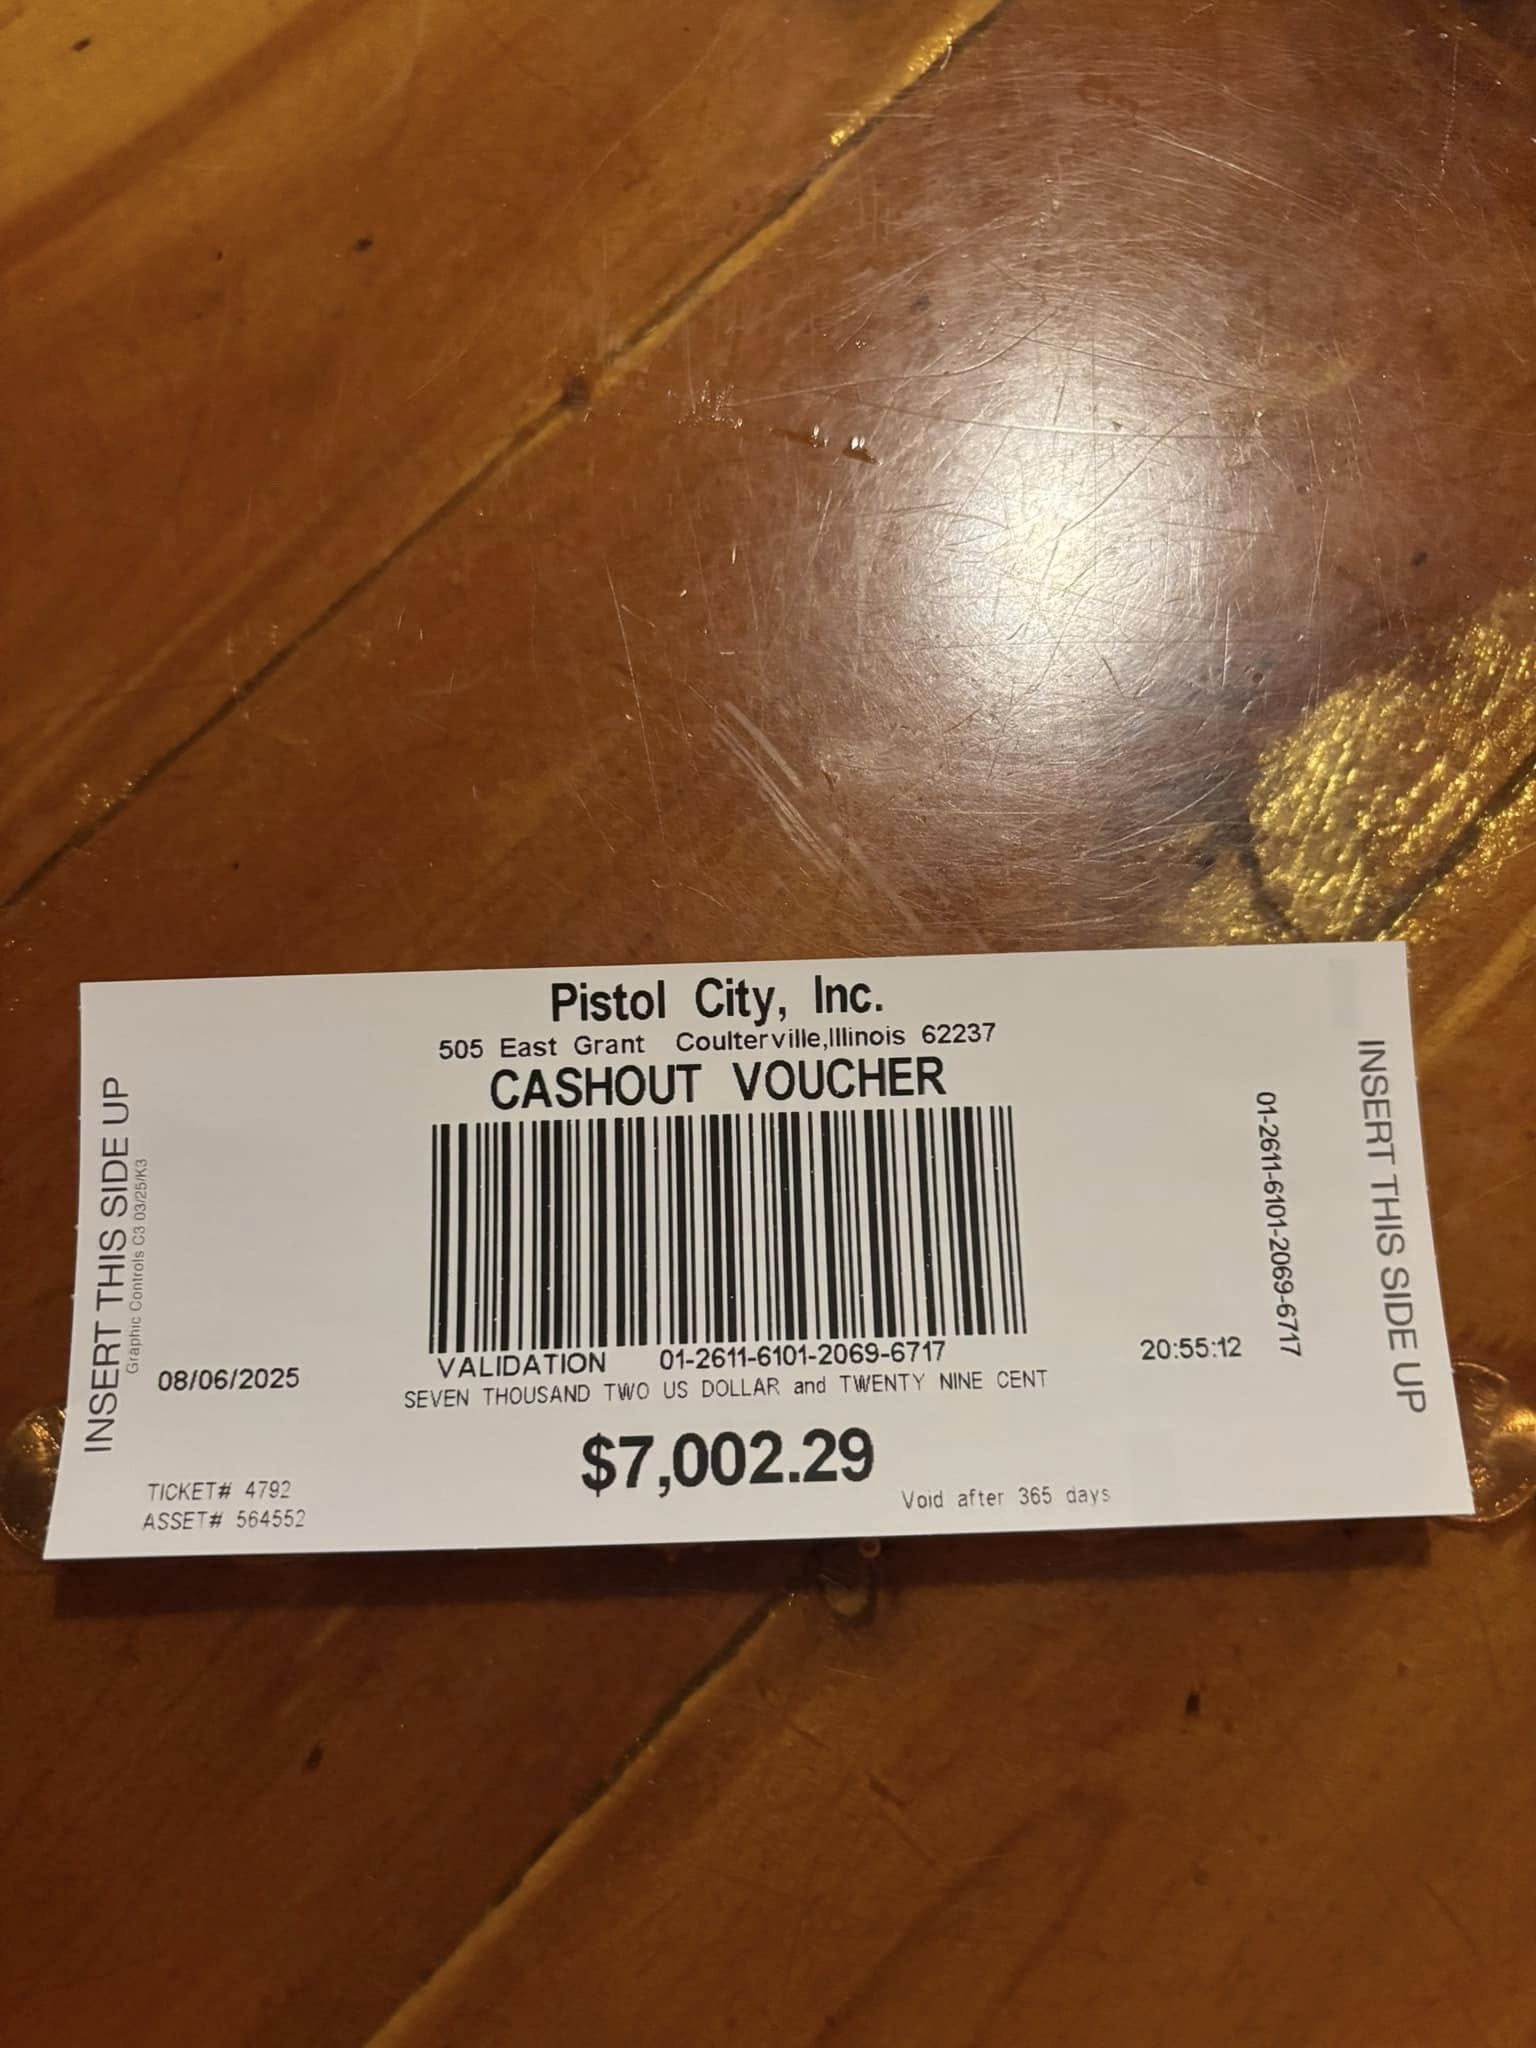 Pistol City, Inc.
505 East Grant Coulterville,Illinois 62237
CASHOUT VOUCHER
INSERT THIS SIDE UP
Graphic Controls C3 03/25/K3
08/06/2025
VALIDATION 01-2611-6101-2069-6717
20:55:12
SEVEN THOUSAND TWO US DOLLAR and TWENTY NINE CENT
$7,002.29
TICKET# 4792
ASSET# 564552
Void after 365 days
01-2611-6101-2069-6717
INSERT THIS SIDE UP